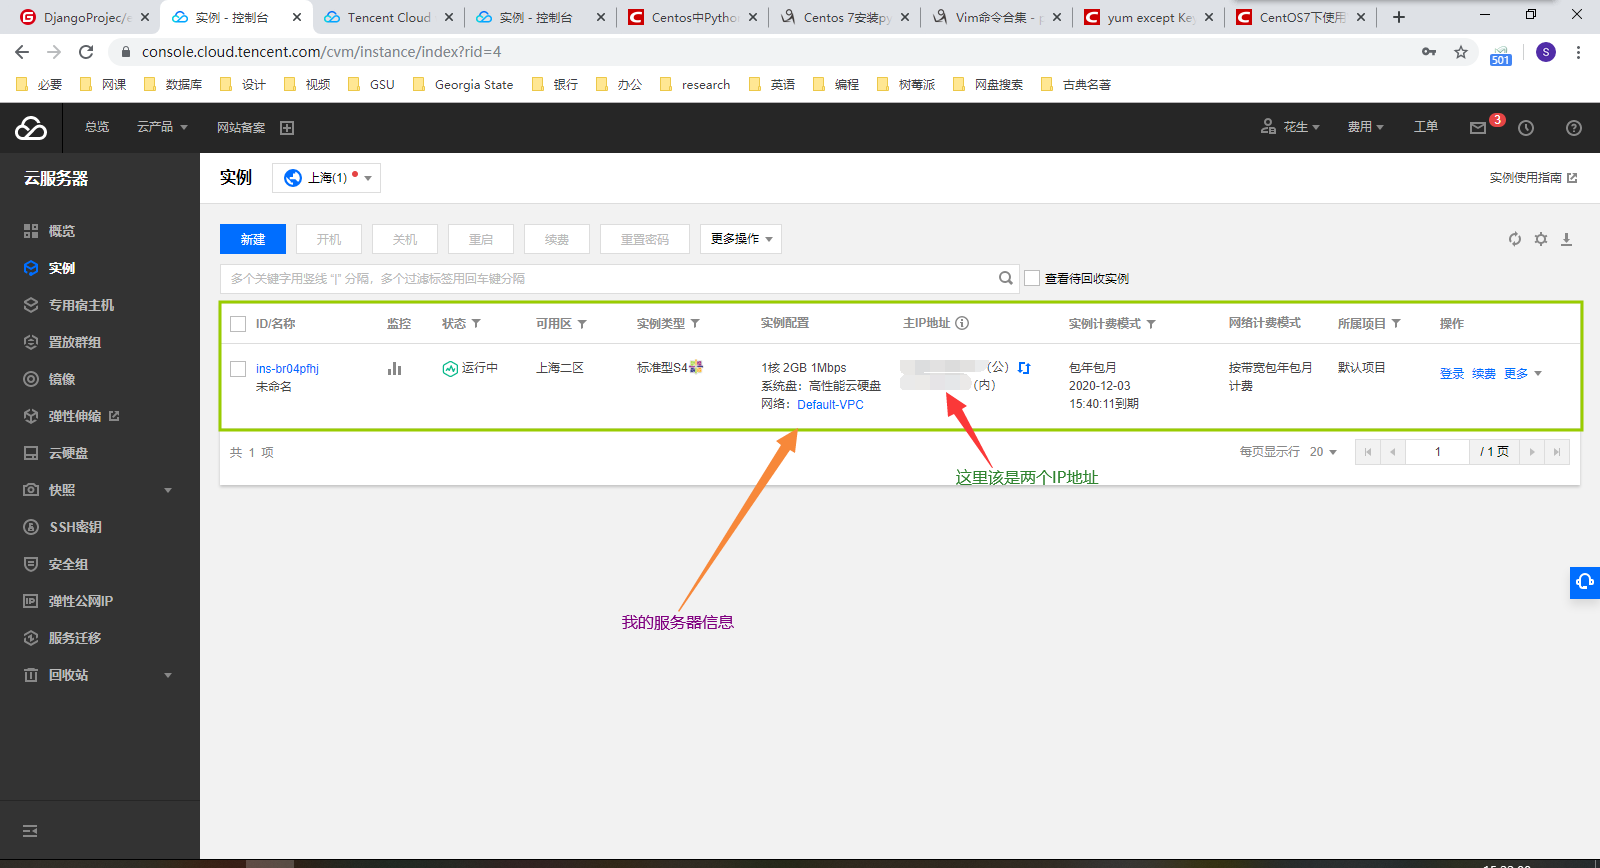 DjangoProjec/e
实例 - 控制台
Tencent Cloud
实例 - 控制台
Centos中Pytho
Centos 7安装py
Vim命令合集 - p
yum except Key
CentOS7下使用
console.cloud.tencent.com/cvm/instance/index?rid=4
501
S
必要
网课
数据库
设计
视频
GSU
Georgia State
银行
办公
research
英语
编程
树莓派
网盘搜索
古典名著
总览
云产品
网站备案
花生
费用
工单
3
云服务器
实例
上海(1)
实例使用指南
概览
实例
专用宿主机
置放群组
镜像
弹性伸缩
云硬盘
快照
SSH密钥
安全组
弹性公网IP
服务迁移
回收站
新建
开机
关机
重启
续费
重置密码
更多操作
多个关键字用竖线 "|" 分隔，多个过滤标签用回车键分隔
查看待回收实例
ID/名称
监控
状态
可用区
实例类型
实例配置
主IP地址
实例计费模式
网络计费模式
所属项目
操作
ins-br04pfhj
未命名
运行中
上海二区
标准型S4
1核 2GB 1Mbps
系统盘：高性能云硬盘
网络：Default-VPC
(公)
(内)
包年包月
2020-12-03
15:40:11到期
按带宽包年包月
计费
默认项目
登录 续费 更多
共 1 项
每页显示行 20
1
/ 1 页
这里该是两个IP地址
我的服务器信息